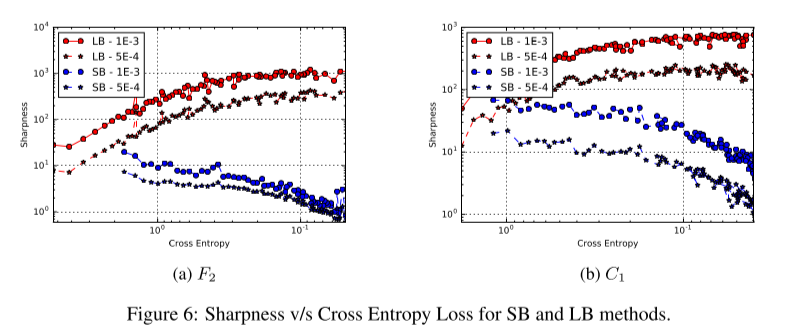 10^4
10^3
10^2
10^1
10^0
Sharpness
LB - 1E-3
LB - 5E-4
SB - 1E-3
SB - 5E-4
10^0
10^-1
Cross Entropy
(a) F_2
10^3
10^2
10^1
10^0
Sharpness
LB - 1E-3
LB - 5E-4
SB - 1E-3
SB - 5E-4
10^0
10^-1
Cross Entropy
(b) C_1
Figure 6: Sharpness v/s Cross Entropy Loss for SB and LB methods.